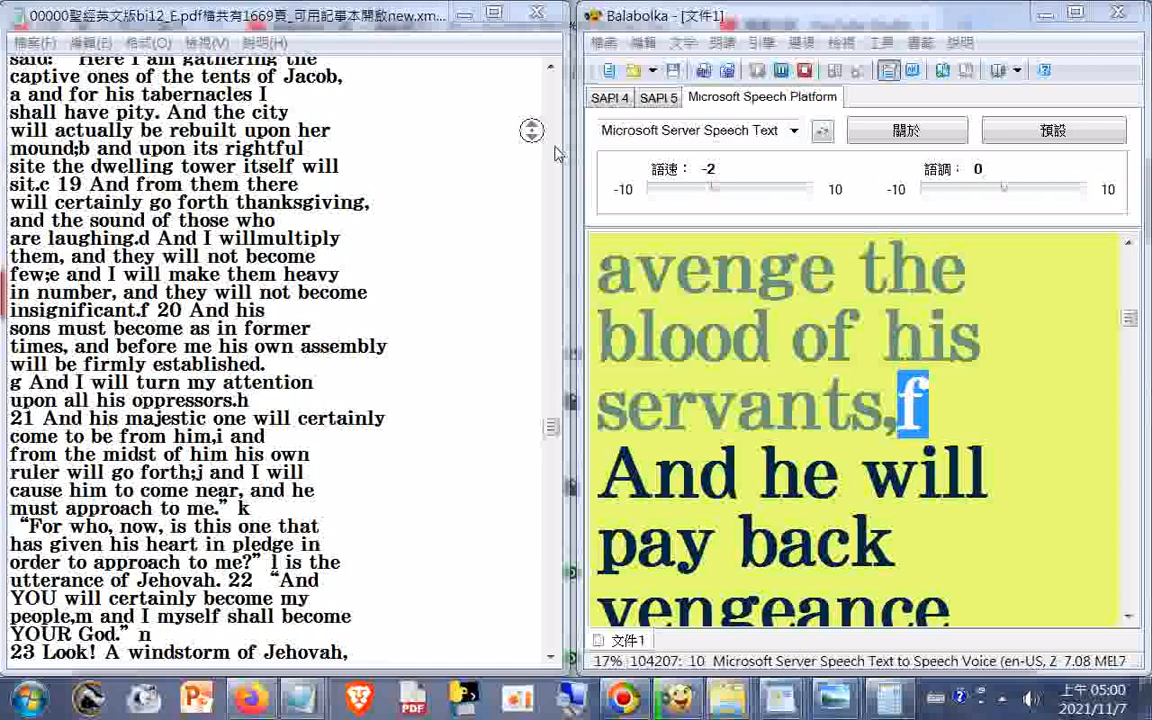 00000聖經英文版bi12_E.pdf檔共有1669頁_可用記事本開啟new.xm...
檔案(F) 編輯(E) 格式(O) 檢視(V) 說明(H)
said: “Here I am gathering the
captive ones of the tents of Jacob,
a and for his tabernacles I
shall have pity. And the city
will actually be rebuilt upon her
mound;b and upon its rightful
site the dwelling tower itself will
sit.c 19 And from them there
will certainly go forth thanksgiving,
and the sound of those who
are laughing.d And I willmultiply
them, and they will not become
few;e and I will make them heavy
in number, and they will not become
insignificant.f 20 And his
sons must become as in former
times, and before me his own assembly
will be firmly established.
g And I will turn my attention
upon all his oppressors.h
21 And his majestic one will certainly
come to be from him,i and
from the midst of him his own
ruler will go forth;j and I will
cause him to come near, and he
must approach to me.” k
“For who, now, is this one that
has given his heart in pledge in
order to approach to me?” l is the
utterance of Jehovah. 22 “And
YOU will certainly become my
people,m and I myself shall become
YOUR God.” n
23 Look! A windstorm of Jehovah,
Balabolka - [文件1]
檔案 編輯 文字 朗讀 引擎 選項 檢視 工具 書籤 說明
SAPI 4 SAPI 5 Microsoft Speech Platform
Microsoft Server Speech Text 關於 預設
語速： -2 語調： 0
-10 10 -10 10
avenge the
blood of his
servants,f
And he will
pay back
vengeance
文件1
17% 104207: 10 Microsoft Server Speech Text to Speech Voice (en-US, Z 7.08 MB
PDF
上午 05:00
2021/11/7